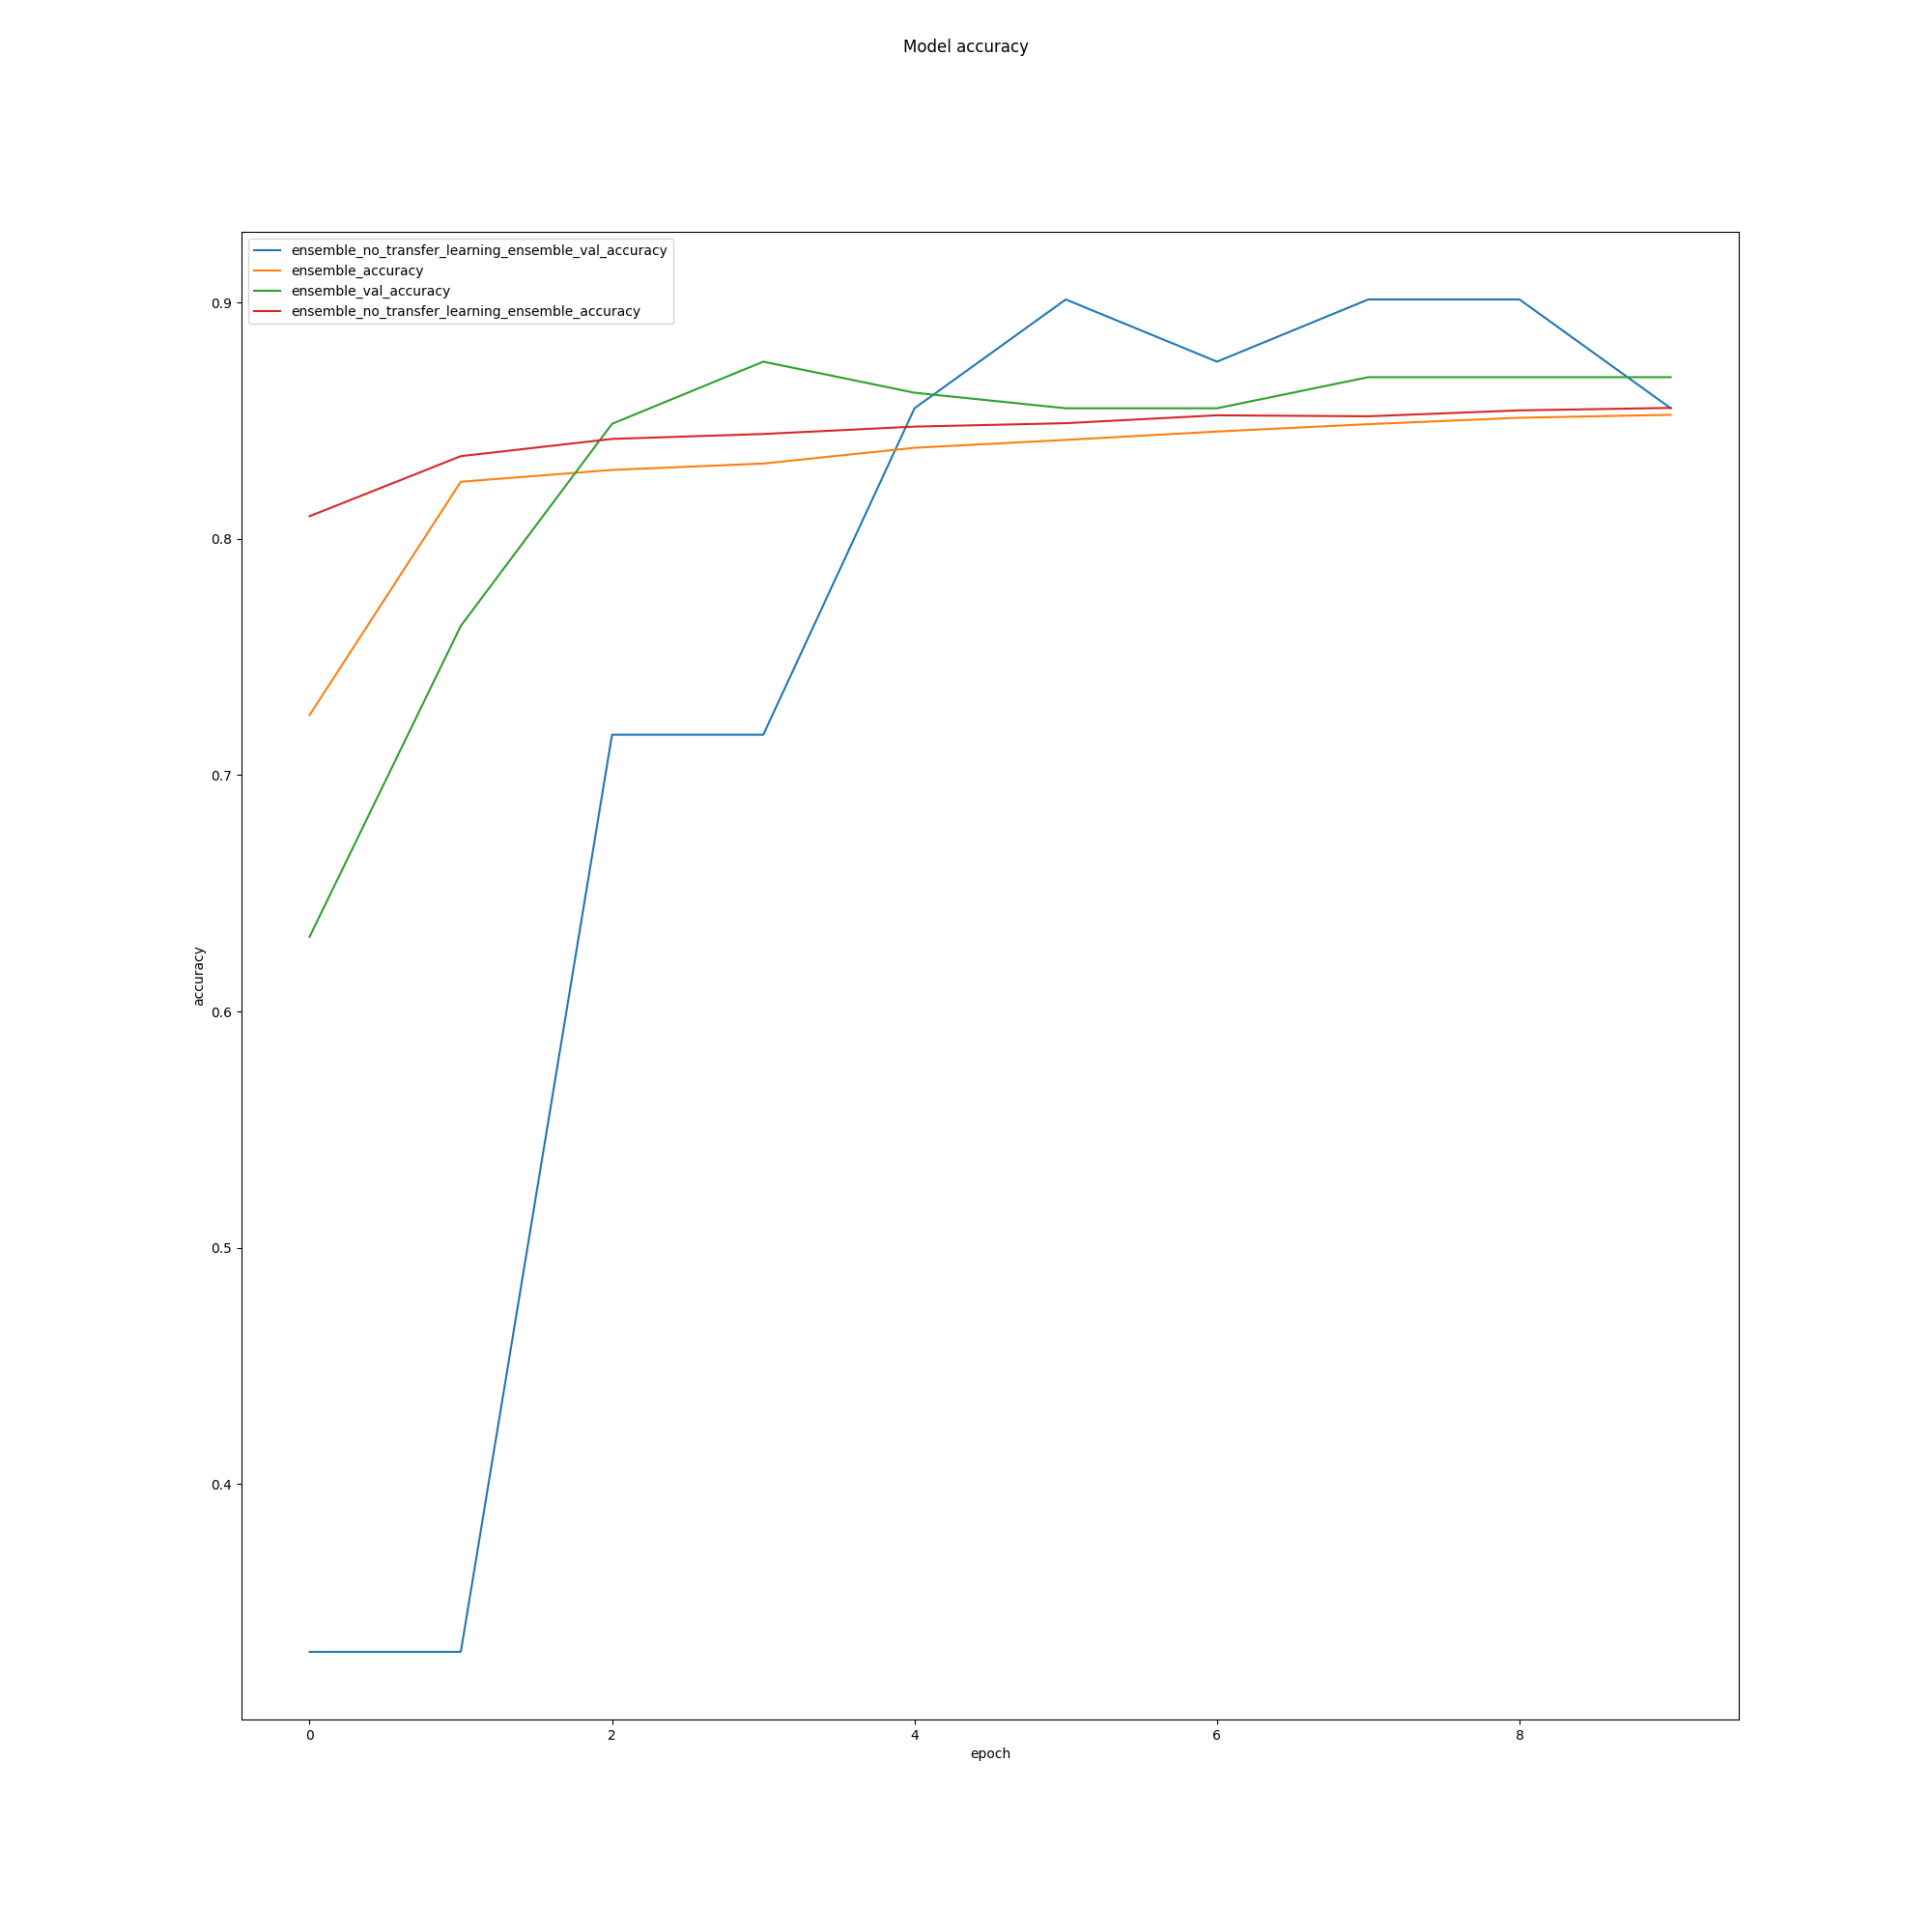 Model accuracy
ensemble_no_transfer_learning_ensemble_val_accuracy
ensemble_accuracy
ensemble_val_accuracy
ensemble_no_transfer_learning_ensemble_accuracy
0.9
0.8
0.7
0.6
0.5
0.4
accuracy
0 2 4 6 8
epoch